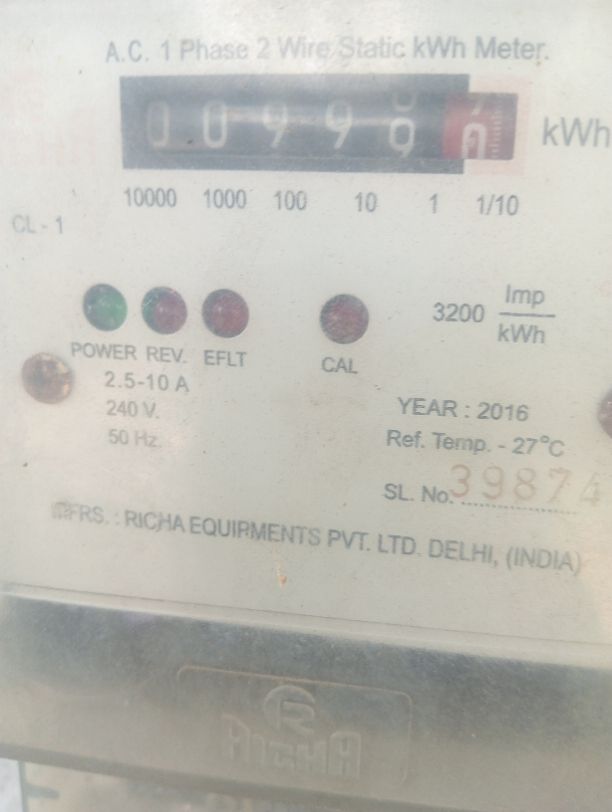 A.C. 1 Phase 2 Wire Static kWh Meter.
0 0 9 9 9 kWh
10000 1000 100 10 1 1/10
CL - 1
POWER REV. EFLT CAL
3200 Imp/kWh
2.5-10 A
240 V.
50 Hz.
YEAR : 2016
Ref. Temp. - 27°C
SL. No. 39874
MFRS. : RICHA EQUIPMENTS PVT. LTD. DELHI, (INDIA)
R
RICHA